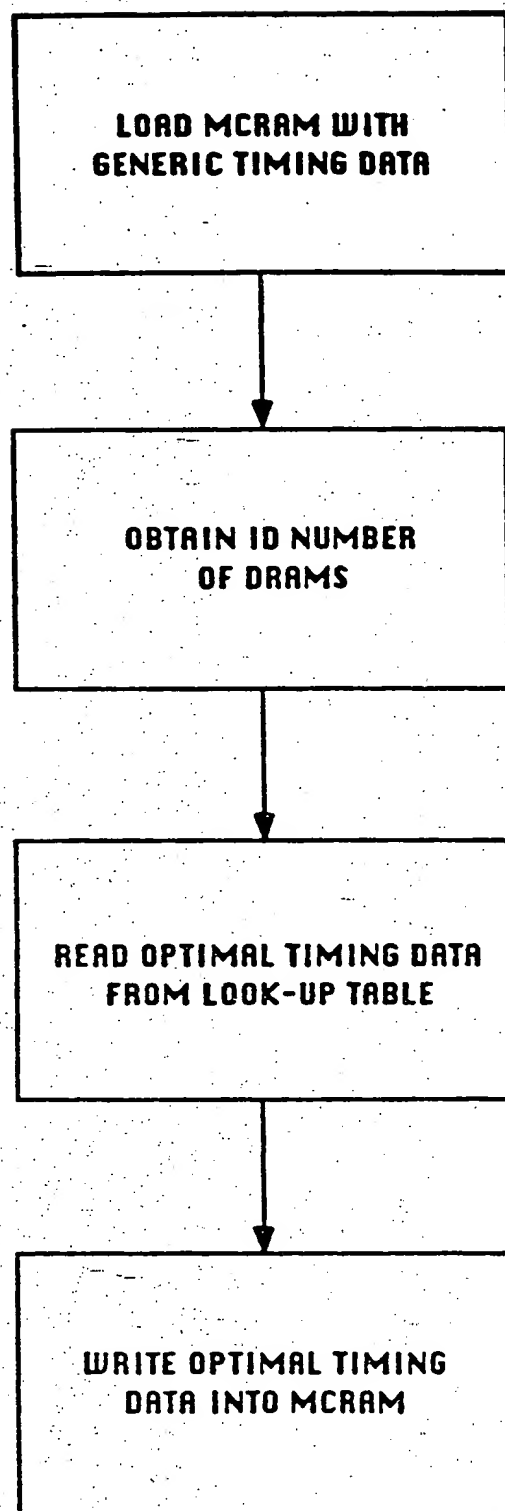 LOAD MCRAM WITH
GENERIC TIMING DATA
OBTAIN ID NUMBER
OF DRAMS
READ OPTIMAL TIMING DATA
FROM LOOK-UP TABLE
WRITE OPTIMAL TIMING
DATA INTO MCRAM